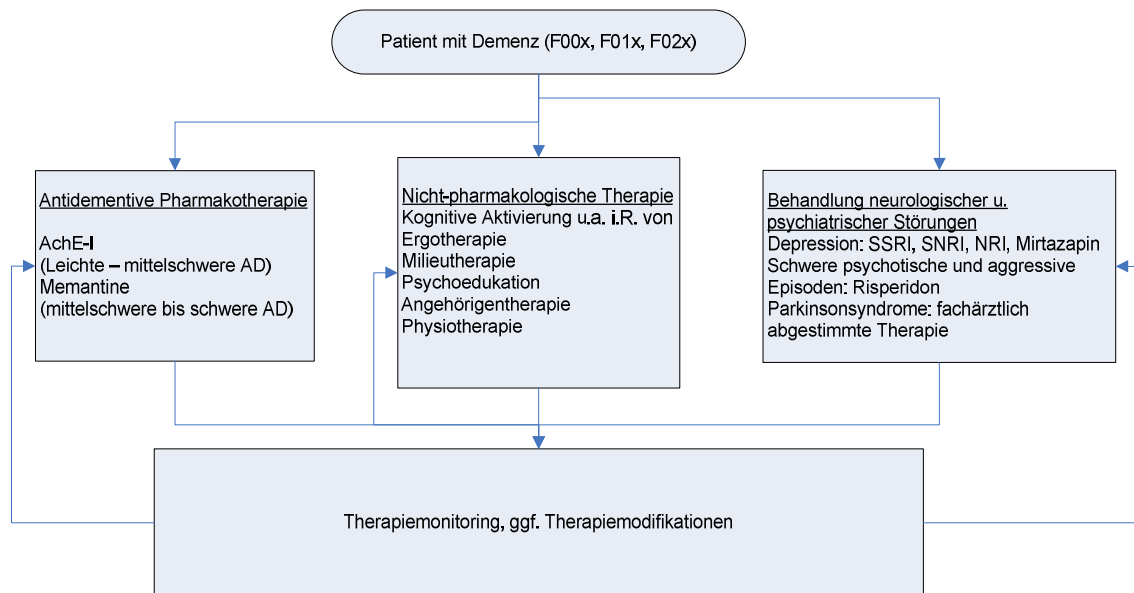 Patient mit Demenz (F00x, F01x, F02x)
Antidementive Pharmakotherapie
AchE-I
(Leichte – mittelschwere AD)
Memantine
(mittelschwere bis schwere AD)
Nicht-pharmakologische Therapie
Kognitive Aktivierung u.a. i.R. von
Ergotherapie
Milieutherapie
Psychoedukation
Angehörigentherapie
Physiotherapie
Behandlung neurologischer u.
psychiatrischer Störungen
Depression: SSRI, SNRI, NRI, Mirtazapin
Schwere psychotische und aggressive
Episoden: Risperidon
Parkinsonsyndrome: fachärztlich
abgestimmte Therapie
Therapiemonitoring, ggf. Therapiemodifikationen